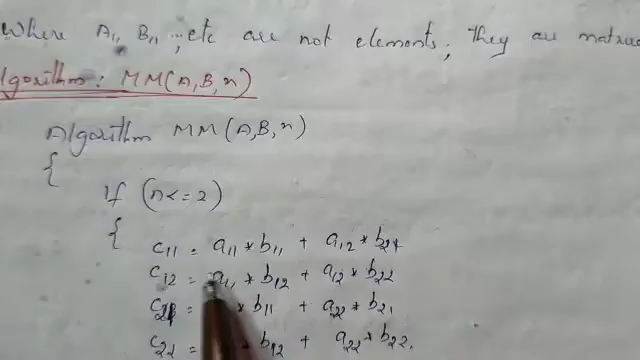 Where A11, B11, ;etc are not elements; They are
Algorithm: MM(A,B,n)
Algorithm MM(A,B,n)
{
If (n<=2)
{
C11 = a11*b11 + a12*b21
C12 = a11*b12 + a12*b22
C21 = *b11 + a22*b21
C22 = *b12 + a22*b22.